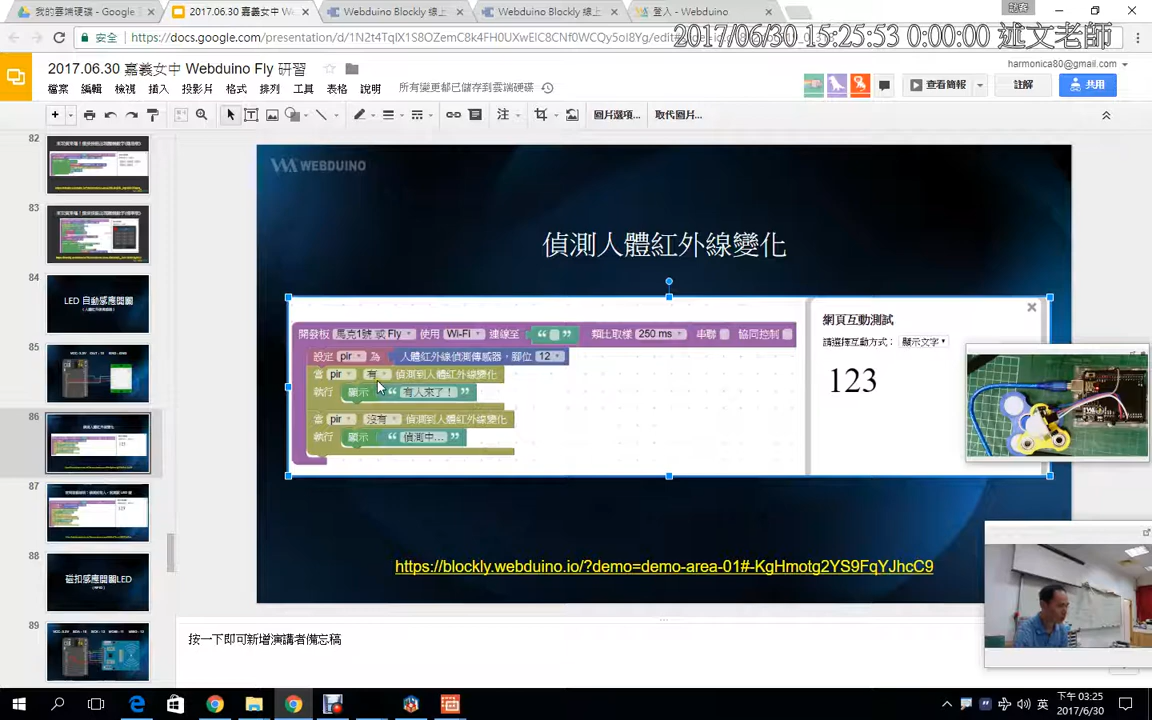 我的雲端硬碟 - Google
2017.06.30 嘉義女中 W
Webduino Blockly 線上
Webduino Blockly 線上
登入 - Webduino
訪客
安全
https://docs.google.com/presentation/d/1N2t4TqIX1S8OZemC8k4FH0UXwEIC8CNf0WCQy5oI8Yg/edit
2017/06/30 15:25:53 0:00:00 述文老師
2017.06.30 嘉義女中 Webduino Fly 研習
harmonica80@gmail.com
檔案 編輯 檢視 插入 投影片 格式 排列 工具 表格 說明
所有變更都已儲存到雲端硬碟
查看簡報
註解
共用
注
圖片選項...
取代圖片...
82
83
84
LED 自動感應開關
85
86
87
88
磁扣感應開關LED
89
WEBDUINO
偵測人體紅外線變化
開發板 馬克1號 或 Fly 使用 Wi-Fi 連線至 “ ” 類比取樣 250 ms 串聯 協同控制
設定 pir 為 人體紅外線偵測傳感器，腳位 12
當 pir 有 偵測到人體紅外線變化
執行 顯示 “ 有人來了！ ”
當 pir 沒有 偵測到人體紅外線變化
執行 顯示 “ 偵測中... ”
網頁互動測試
請選擇互動方式： 顯示文字
123
https://blockly.webduino.io/?demo=demo-area-01#-KgHmotg2YS9FqYJhcC9
按一下即可新增演講者備忘稿
英
下午 03:25
2017/6/30